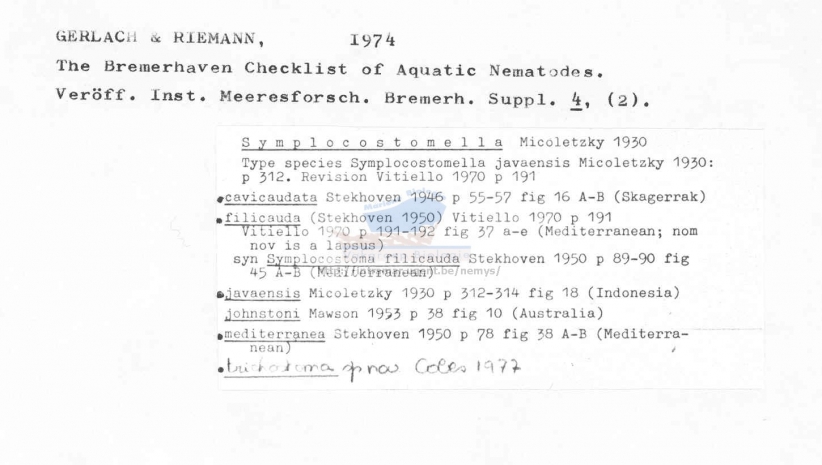 GERLACH & RIEMANN, 1974
The Bremerhaven Checklist of Aquatic Nematodes.
Veröff. Inst. Meeresforsch. Bremerh. Suppl. 4, (2).
S y m p l o c o s t o m e l l a Micoletzky 1930
Type species Symplocostomella javaensis Micoletzky 1930:
p 312. Revision Vitiello 1970 p 191
•cavicaudata Stekhoven 1946 p 55-57 fig 16 A-B (Skagerrak)
•filicauda (Stekhoven 1950) Vitiello 1970 p 191
Vitiello 1970 p 191-192 fig 37 a-e (Mediterranean; nom
nov is a lapsus)
syn Symplocostoma filicauda Stekhoven 1950 p 89-90 fig
45 A-B (Mediterranean)
•javaensis Micoletzky 1930 p 312-314 fig 18 (Indonesia)
johnstoni Mawson 1953 p 38 fig 10 (Australia)
•mediterranea Stekhoven 1950 p 78 fig 38 A-B (Mediterra-
nean)
•trichosoma sp nov Coles 1977